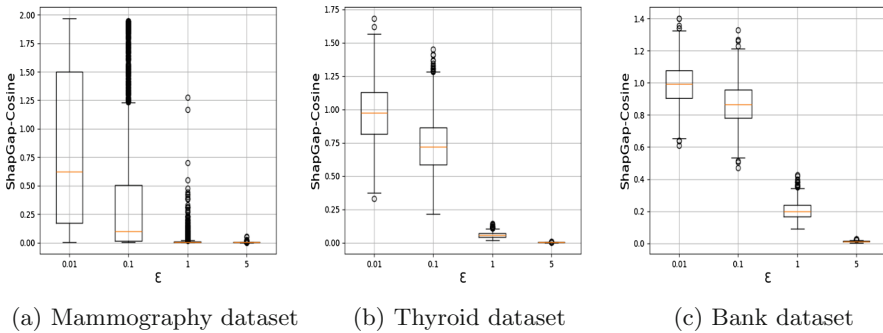 ShapGap-Cosine
2.00
1.75
1.50
1.25
1.00
0.75
0.50
0.25
0.00
0.01 0.1 1 5
ε
(a) Mammography dataset
ShapGap-Cosine
1.75
1.50
1.25
1.00
0.75
0.50
0.25
0.00
0.01 0.1 1 5
ε
(b) Thyroid dataset
ShapGap-Cosine
1.4
1.2
1.0
0.8
0.6
0.4
0.2
0.0
0.01 0.1 1 5
ε
(c) Bank dataset